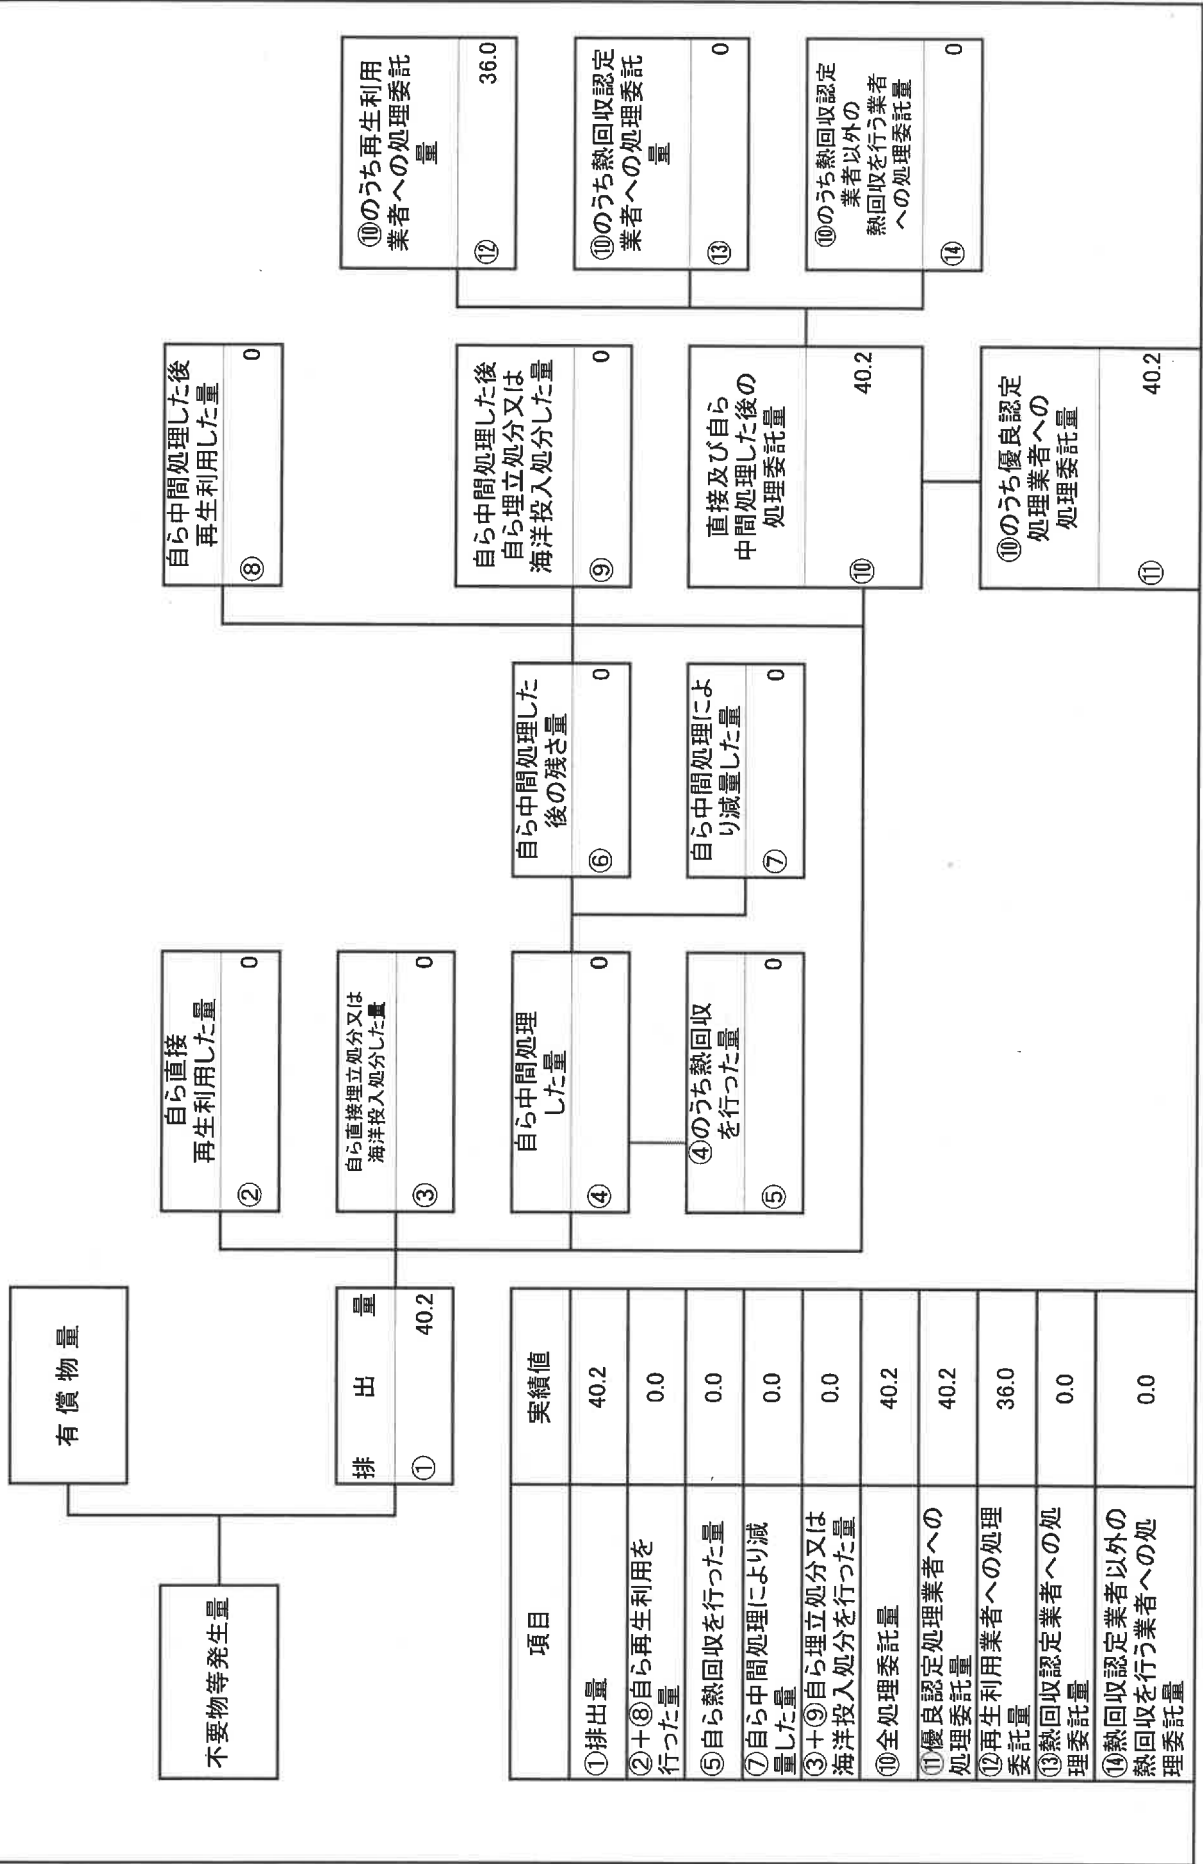 有償物量
不要物等発生量
排出量
① 40.2
自ら直接
再生利用した量
② 0
自ら直接埋立処分又は
海洋投入処分した量
③ 0
自ら中間処理
した量
④ 0
④のうち熱回収
を行った量
⑤ 0
自ら中間処理した
後の残さ量
⑥ 0
自ら中間処理によ
り減量した量
⑦ 0
自ら中間処理した後
再生利用した量
⑧ 0
自ら中間処理した後
自ら埋立処分又は
海洋投入処分した量
⑨ 0
直接及び自ら
中間処理した後の
処理委託量
⑩ 40.2
⑩のうち優良認定
処理業者への
処理委託量
⑪ 40.2
⑩のうち再生利用
業者への処理委託
量
⑫ 36.0
⑩のうち熱回収認定
業者への処理委託
量
⑬ 0
⑩のうち熱回収認定
業者以外の
熱回収を行う業者
への処理委託量
⑭ 0
項目 実績値
①排出量 40.2
②+⑧自ら再生利用を
行った量 0.0
⑤自ら熱回収を行った量 0.0
⑦自ら中間処理により減
量した量 0.0
③+⑨自ら埋立処分又は
海洋投入処分を行った量 0.0
⑩全処理委託量 40.2
⑪優良認定処理業者への
処理委託量 40.2
⑫再生利用業者への処理
委託量 36.0
⑬熱回収認定業者への処
理委託量 0.0
⑭熱回収認定業者以外の
熱回収を行う業者への処
理委託量 0.0